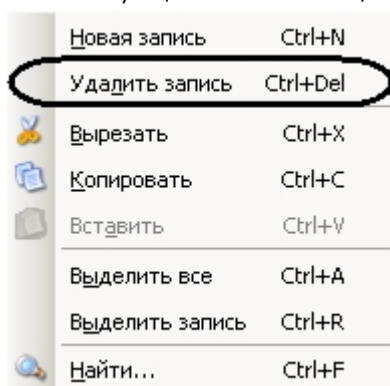 Новая запись Ctrl+N
Удалить запись Ctrl+Del
Вырезать Ctrl+X
Копировать Ctrl+C
Вставить Ctrl+V
Выделить все Ctrl+A
Выделить запись Ctrl+R
Найти... Ctrl+F